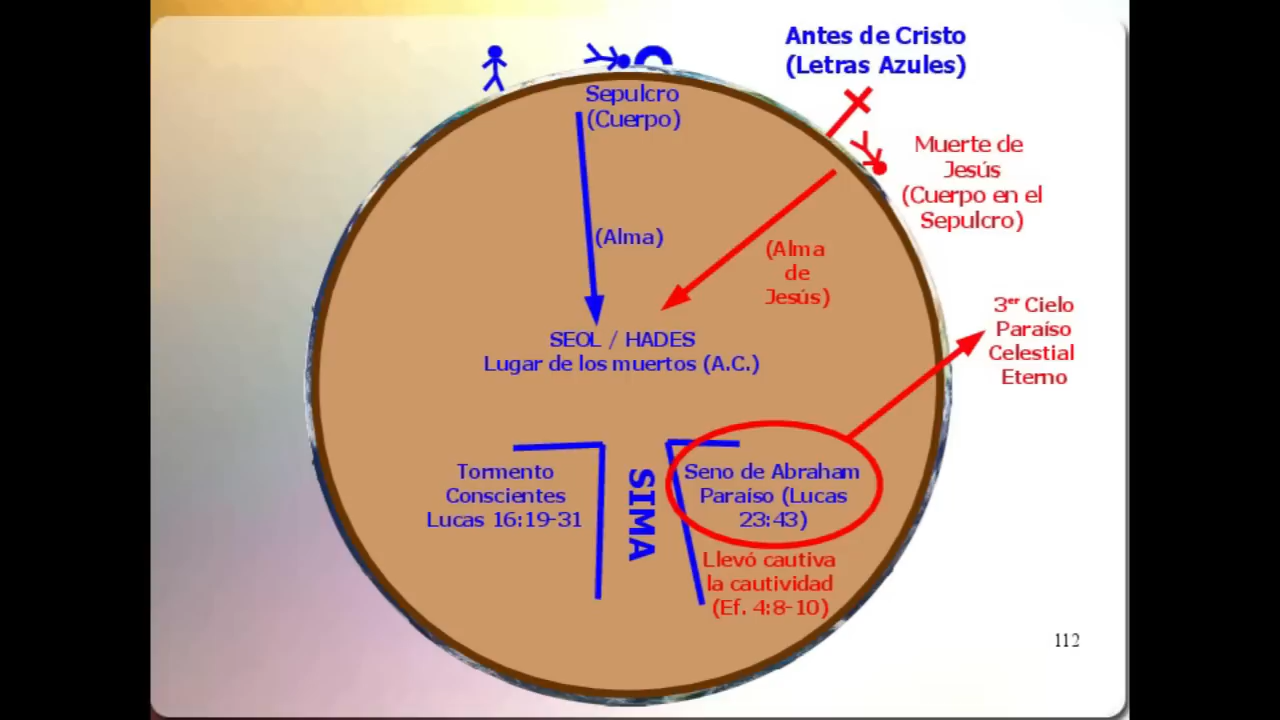 Antes de Cristo
(Letras Azules)
Sepulcro
(Cuerpo)
Muerte de
Jesús
(Cuerpo en el
Sepulcro)
(Alma)
(Alma
de
Jesús)
3er Cielo
Paraíso
Celestial
Eterno
SEOL / HADES
Lugar de los muertos (A.C.)
Tormento
Conscientes
Lucas 16:19-31
SIMA
Seno de Abraham
Paraíso (Lucas
23:43)
Llevó cautiva
la cautividad
(Ef. 4:8-10)
112